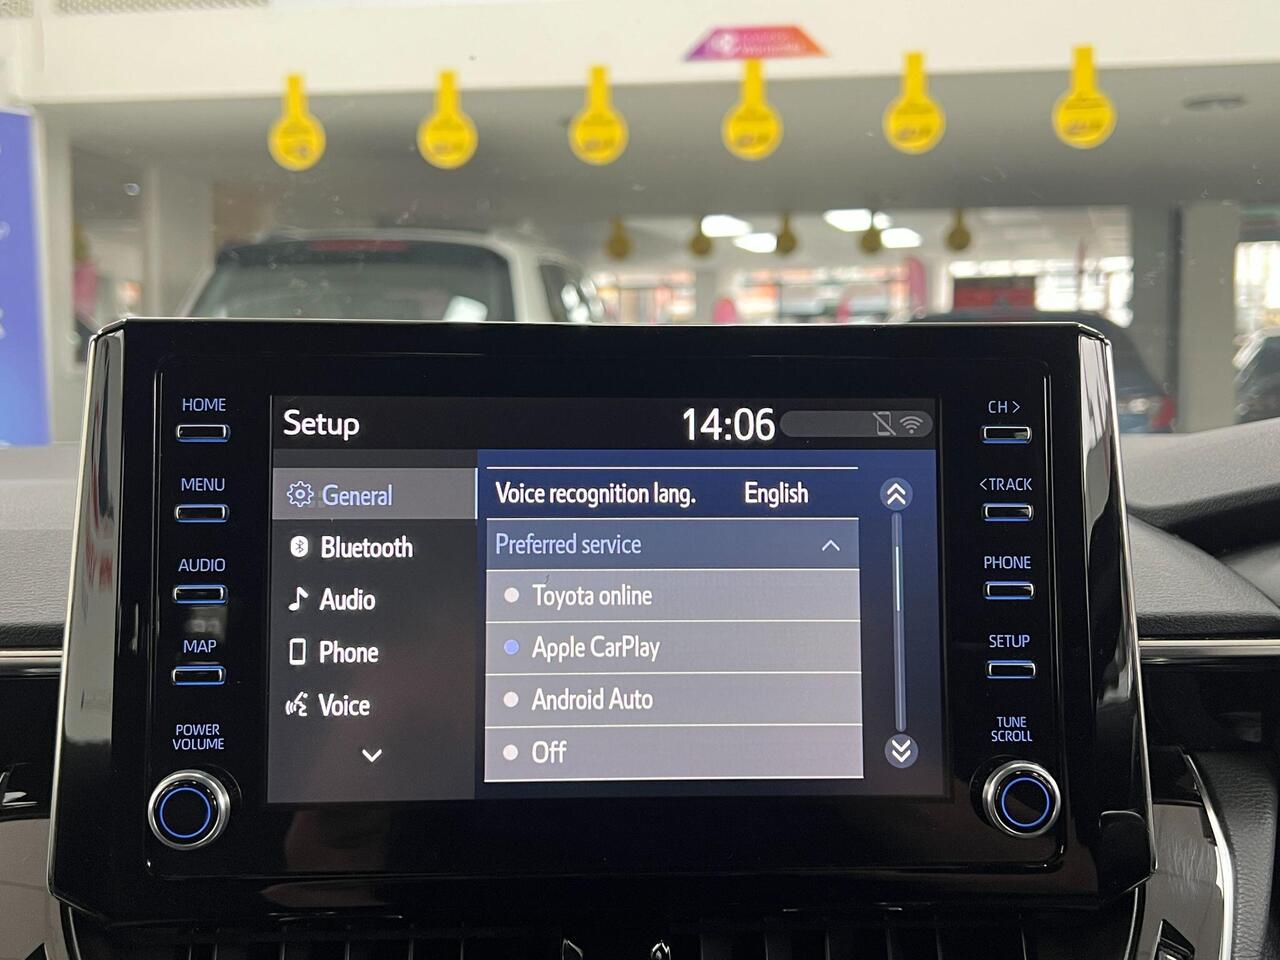 HOME
MENU
AUDIO
MAP
POWER
VOLUME
Setup
14:06
General
Bluetooth
Audio
Phone
Voice
Voice recognition lang. English
Preferred service
Toyota online
Apple CarPlay
Android Auto
Off
CH >
< TRACK
PHONE
SETUP
TUNE
SCROLL